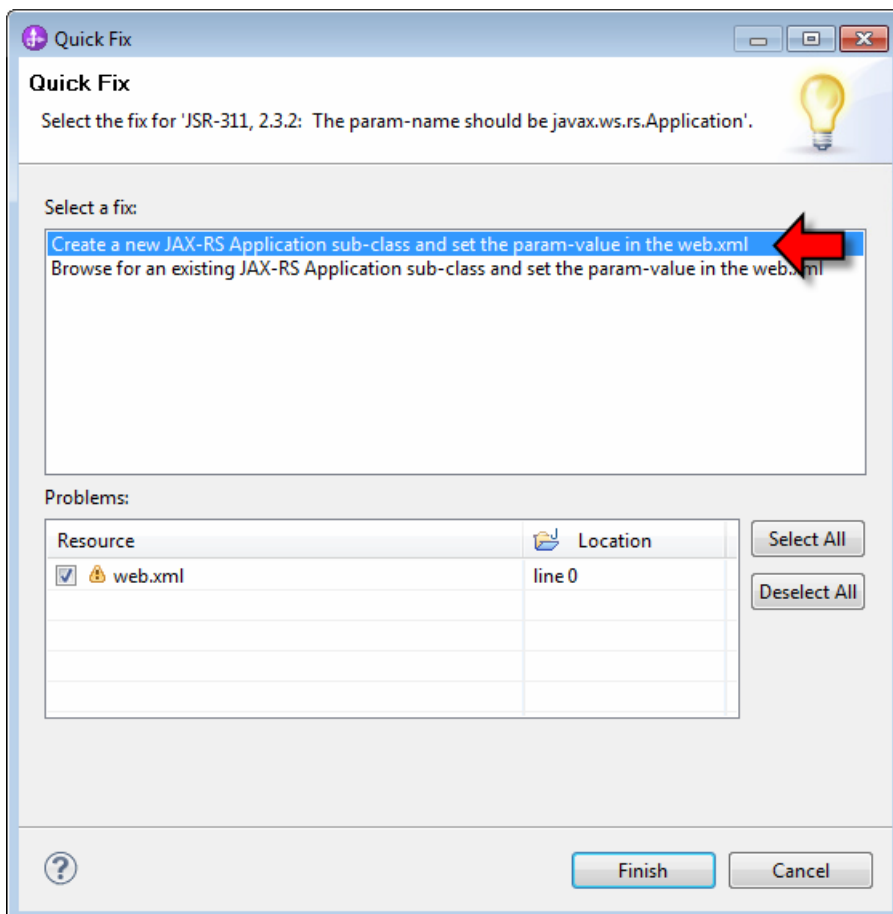 Quick Fix
Quick Fix
Select the fix for 'JSR-311, 2.3.2:  The param-name should be javax.ws.rs.Application'.
Select a fix:
Create a new JAX-RS Application sub-class and set the param-value in the web.xml
Browse for an existing JAX-RS Application sub-class and set the param-value in the web.xml
Problems:
Resource Location Select All
web.xml line 0
Deselect All
Finish Cancel